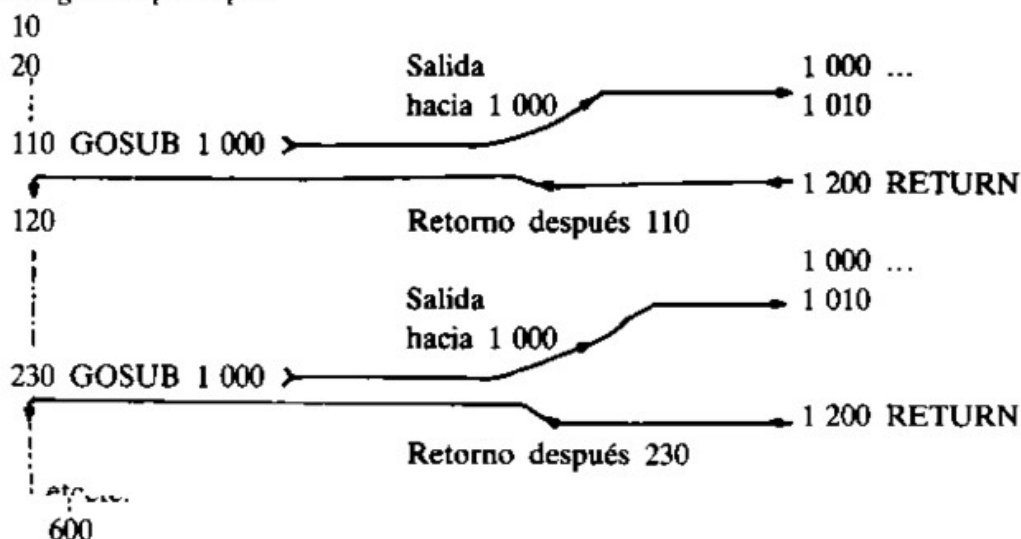 10
20 Salida 1 000 ...
hacia 1 000 1 010
110 GOSUB 1 000
1 200 RETURN
120 Retorno después 110
1 000 ...
Salida 1 010
hacia 1 000
230 GOSUB 1 000
1 200 RETURN
Retorno después 230
600